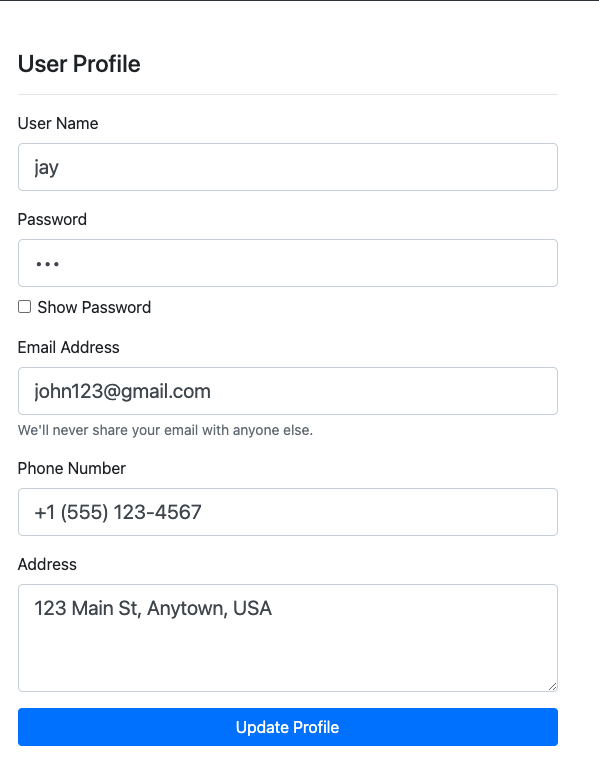 User Profile
User Name
jay
Password
•••
Show Password
Email Address
john123@gmail.com
We'll never share your email with anyone else.
Phone Number
+1 (555) 123-4567
Address
123 Main St, Anytown, USA
Update Profile